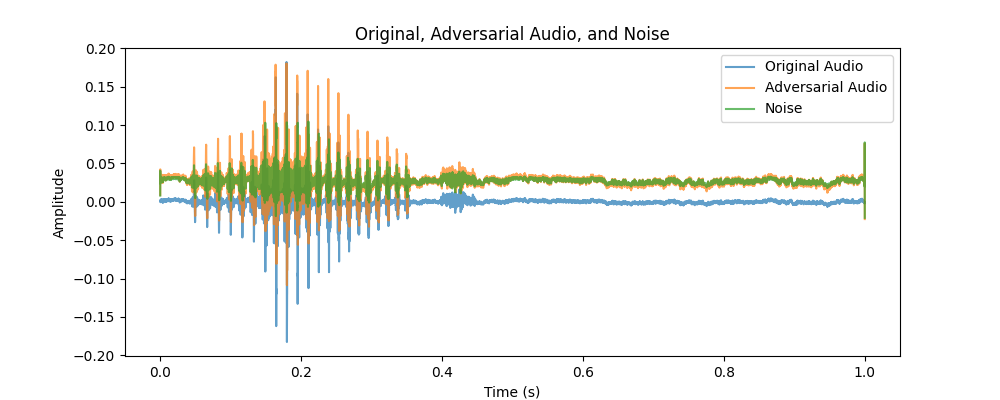 Original, Adversarial Audio, and Noise
Original Audio
Adversarial Audio
Noise
Amplitude
0.20
0.15
0.10
0.05
0.00
−0.05
−0.10
−0.15
−0.20
0.0 0.2 0.4 0.6 0.8 1.0
Time (s)